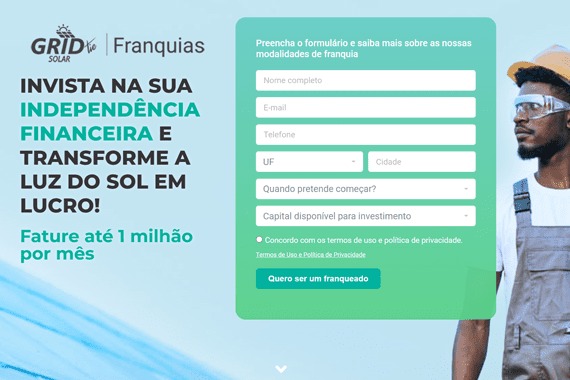 GRID tie
SOLAR
Franquias
INVISTA NA SUA
INDEPENDÊNCIA
FINANCEIRA E
TRANSFORME A
LUZ DO SOL EM
LUCRO!
Fature até 1 milhão
por mês
Preencha o formulário e saiba mais sobre as nossas
modalidades de franquia
Nome completo
E-mail
Telefone
UF
Cidade
Quando pretende começar?
Capital disponível para investimento
Concordo com os termos de uso e política de privacidade.
Termos de Uso e Política de Privacidade
Quero ser um franqueado